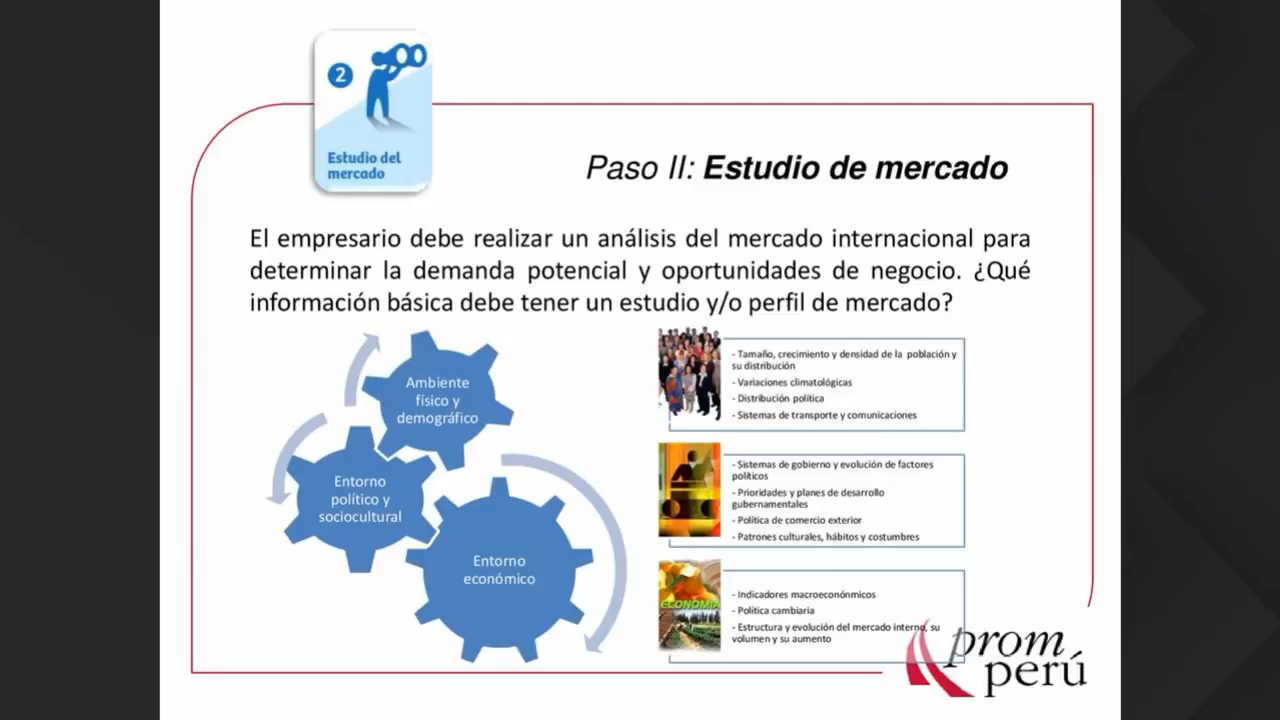 2
Estudio del
mercado
Paso II: Estudio de mercado
El empresario debe realizar un análisis del mercado internacional para
determinar la demanda potencial y oportunidades de negocio. ¿Qué
información básica debe tener un estudio y/o perfil de mercado?
Ambiente
físico y
demográfico
Entorno
político y
sociocultural
Entorno
económico
- Tamaño, crecimiento y densidad de la población y
su distribución
- Variaciones climatológicas
- Distribución política
- Sistemas de transporte y comunicaciones
- Sistemas de gobierno y evolución de factores
políticos
- Prioridades y planes de desarrollo
gubernamentales
- Política de comercio exterior
- Patrones culturales, hábitos y costumbres
ECONOMIA
- Indicadores macroeconónmicos
- Política cambiaria
- Estructura y evolución del mercado interno, su
volumen y su aumento
prom
perú